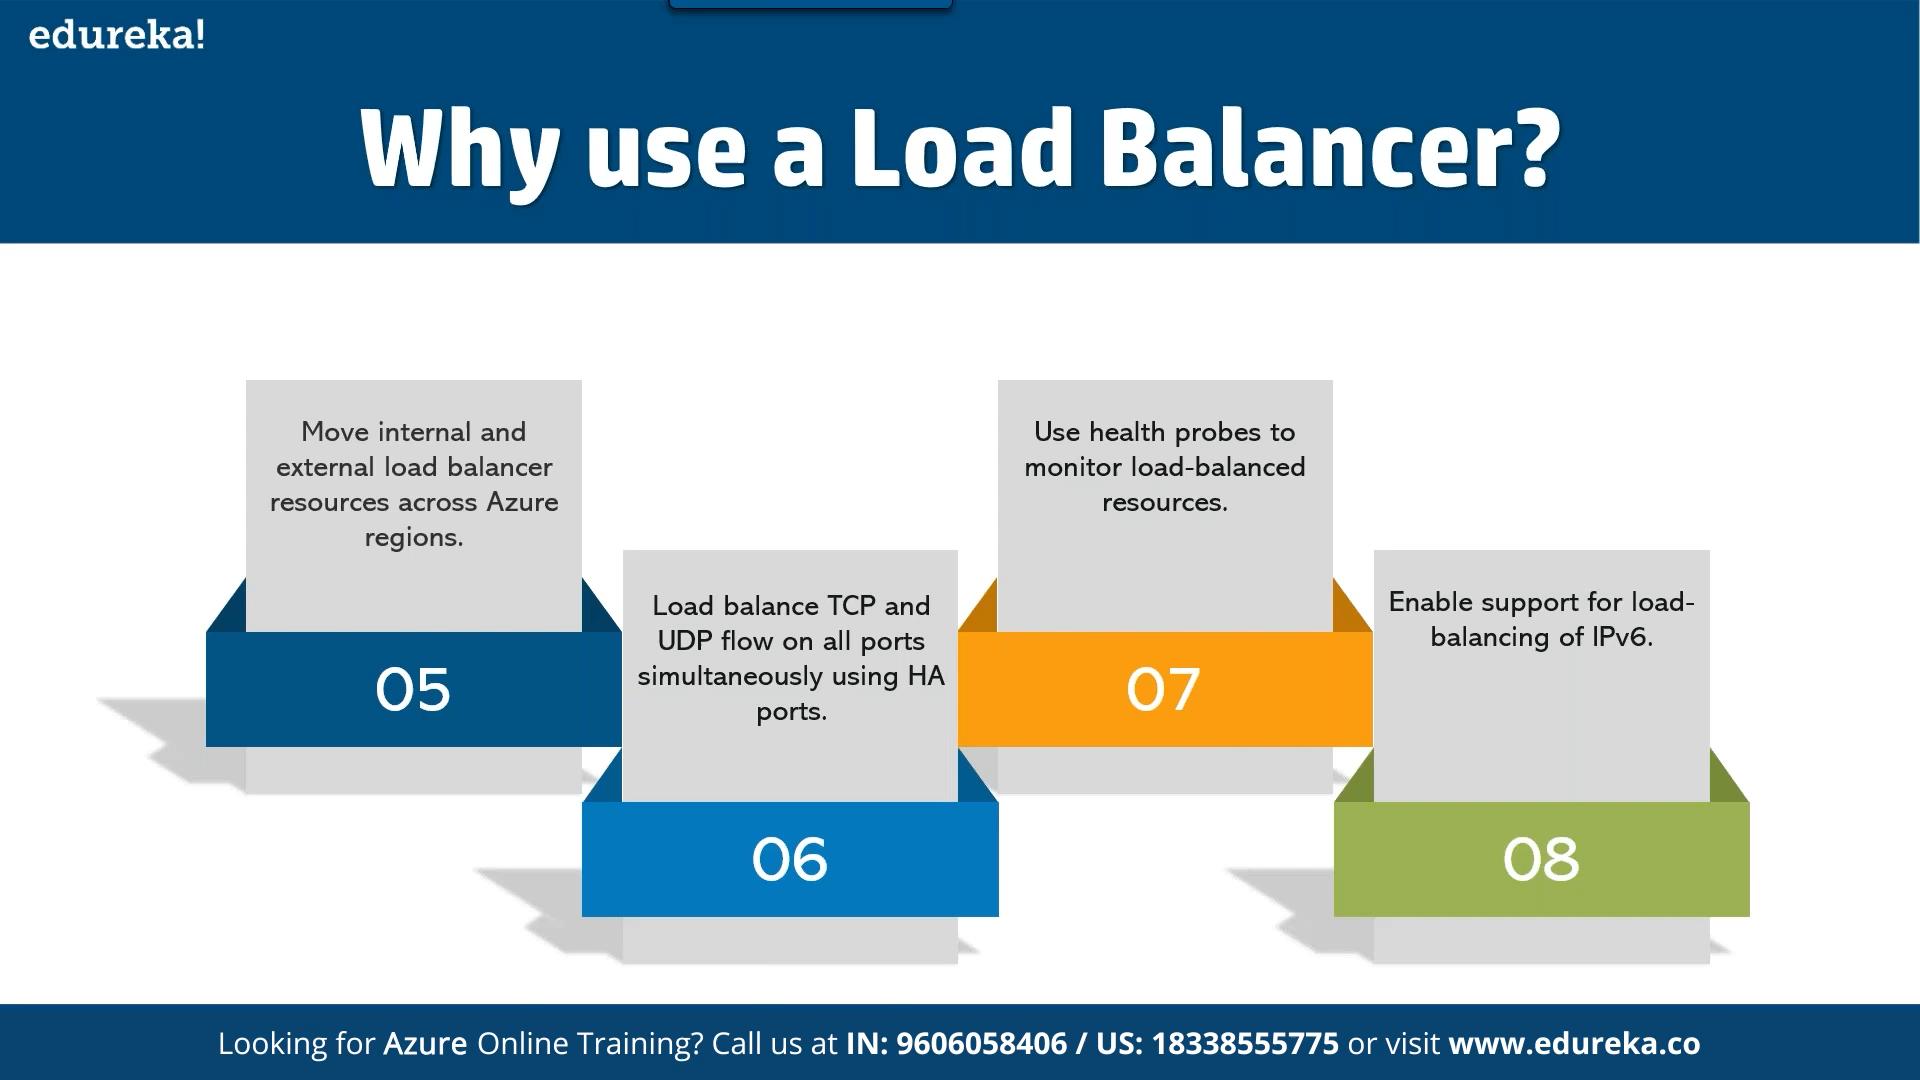 edureka!
Why use a Load Balancer?
Move internal and
external load balancer
resources across Azure
regions.
05
Load balance TCP and
UDP flow on all ports
simultaneously using HA
ports.
06
Use health probes to
monitor load-balanced
resources.
07
Enable support for load-
balancing of IPv6.
08
Looking for Azure Online Training? Call us at IN: 9606058406 / US: 18338555775 or visit www.edureka.co